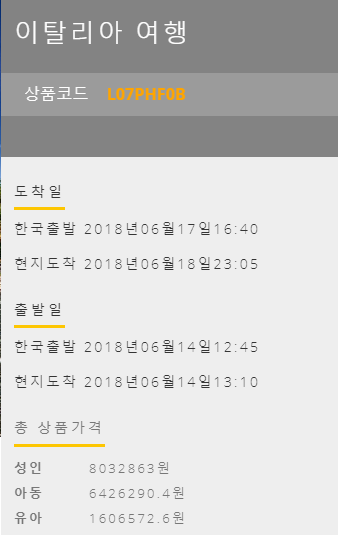 이탈리아 여행
상품코드 L07PHF0B
도착일
한국출발 2018년06월17일16:40
현지도착 2018년06월18일23:05
출발일
한국출발 2018년06월14일12:45
현지도착 2018년06월14일13:10
총 상품가격
성인 8032863원
아동 6426290.4원
유아 1606572.6원